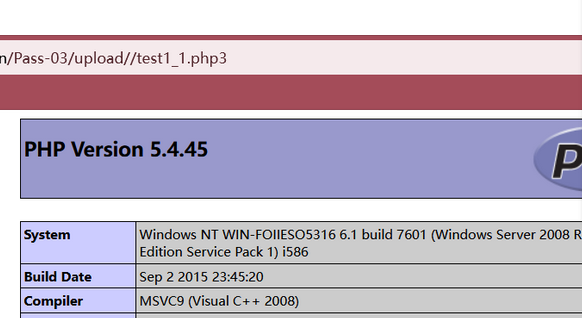 n/Pass-03/upload//test1_1.php3
PHP Version 5.4.45
System Windows NT WIN-FOIIESO5316 6.1 build 7601 (Windows Server 2008 R
Edition Service Pack 1) i586
Build Date Sep 2 2015 23:45:20
Compiler MSVC9 (Visual C++ 2008)